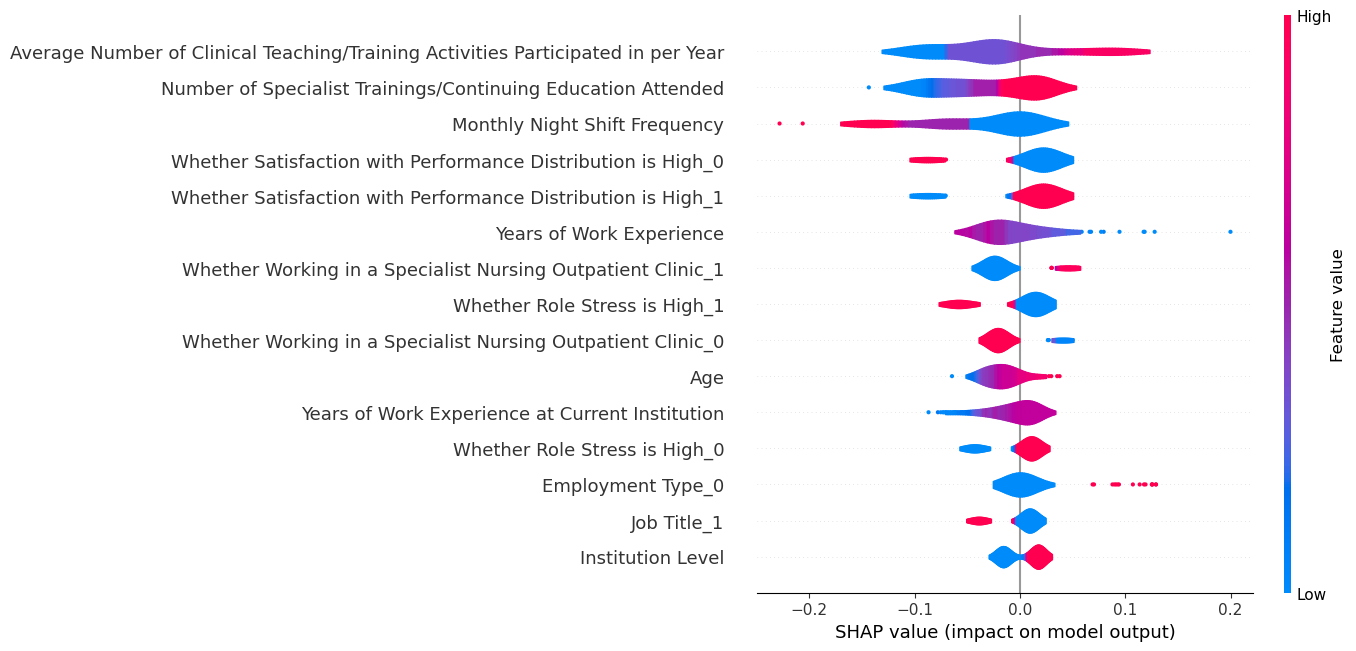 High
Average Number of Clinical Teaching/Training Activities Participated in per Year
Number of Specialist Trainings/Continuing Education Attended
Monthly Night Shift Frequency
Whether Satisfaction with Performance Distribution is High_0
Whether Satisfaction with Performance Distribution is High_1
Years of Work Experience
Whether Working in a Specialist Nursing Outpatient Clinic_1
Whether Role Stress is High_1
Whether Working in a Specialist Nursing Outpatient Clinic_0
Age
Years of Work Experience at Current Institution
Whether Role Stress is High_0
Employment Type_0
Job Title_1
Institution Level
Feature value
Low
−0.2 −0.1 0.0 0.1 0.2
SHAP value (impact on model output)